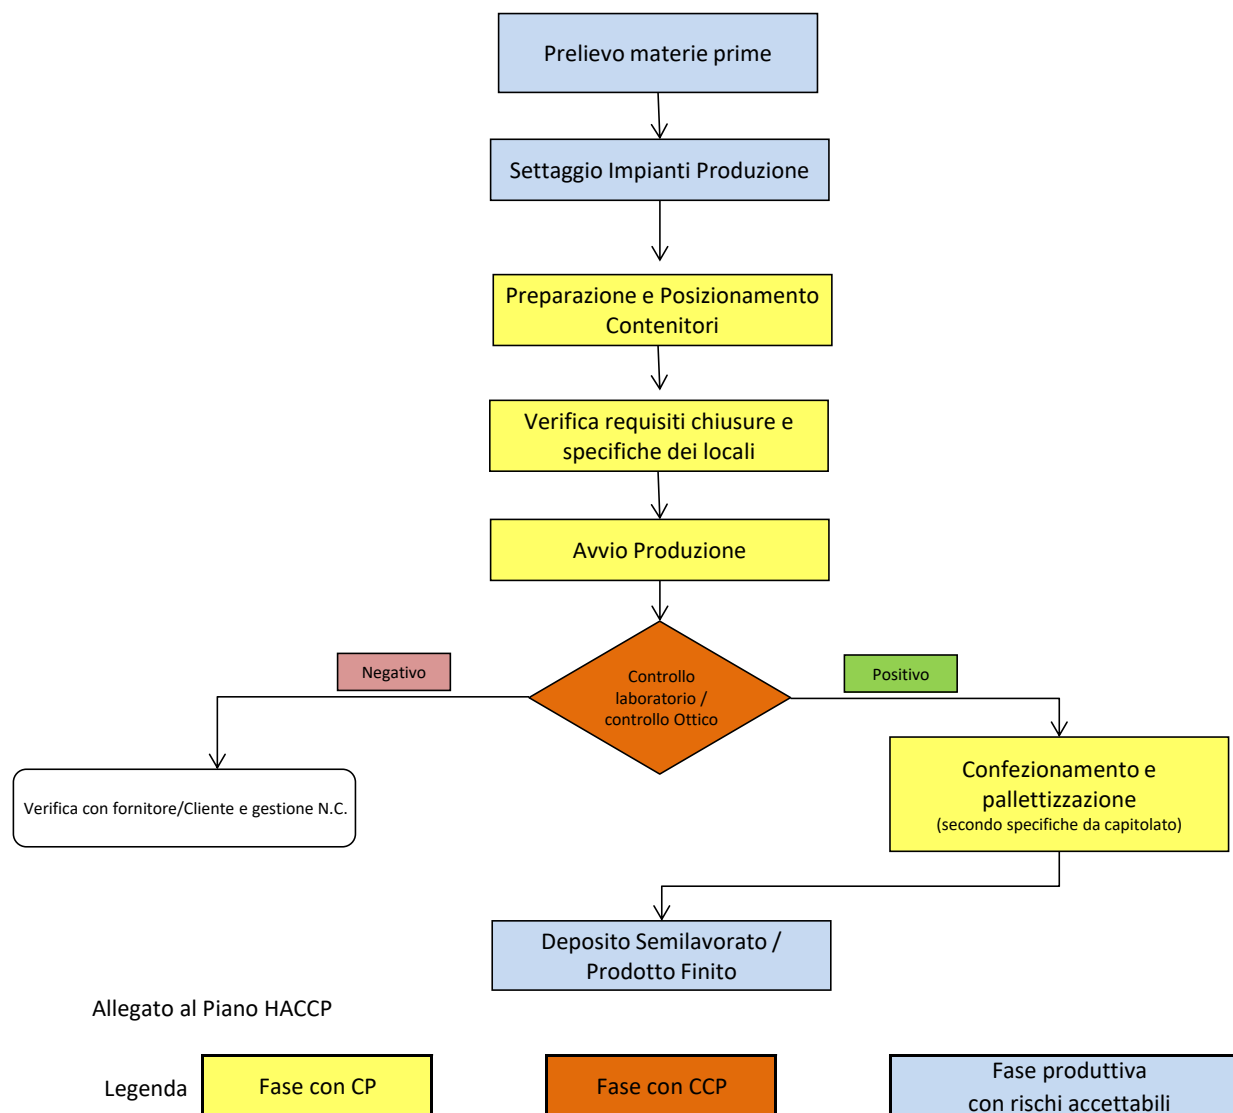 Prelievo materie prime
Settaggio Impianti Produzione
Preparazione e Posizionamento
Contenitori
Verifica requisiti chiusure e
specifiche dei locali
Avvio Produzione
Negativo
Controllo
laboratorio /
controllo Ottico
Positivo
Verifica con fornitore/Cliente e gestione N.C.
Confezionamento e
pallettizzazione
(secondo specifiche da capitolato)
Deposito Semilavorato /
Prodotto Finito
Allegato al Piano HACCP
Legenda
Fase con CP
Fase con CCP
Fase produttiva
con rischi accettabili